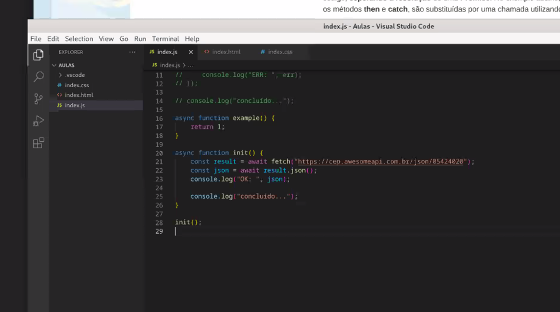 os métodos then e catch, são substituídas por uma chamada utilizando
index.js - Aulas - Visual Studio Code
File Edit Selection View Go Run Terminal Help
EXPLORER
AULAS
.vscode
index.css
index.html
index.js
index.js index.html index.css
index.js > ...
11 // console.log("ERR: ", err);
12 // });
13
14 // console.log("concluido...");
15
16 async function example() {
17 return 1;
18 }
19
20 async function init() {
21 const result = await fetch("https://cep.awesomeapi.com.br/json/05424020");
22 const json = await result.json();
23 console.log("OK: ", json);
24
25 console.log("concluido...");
26 }
27
28 init();
29